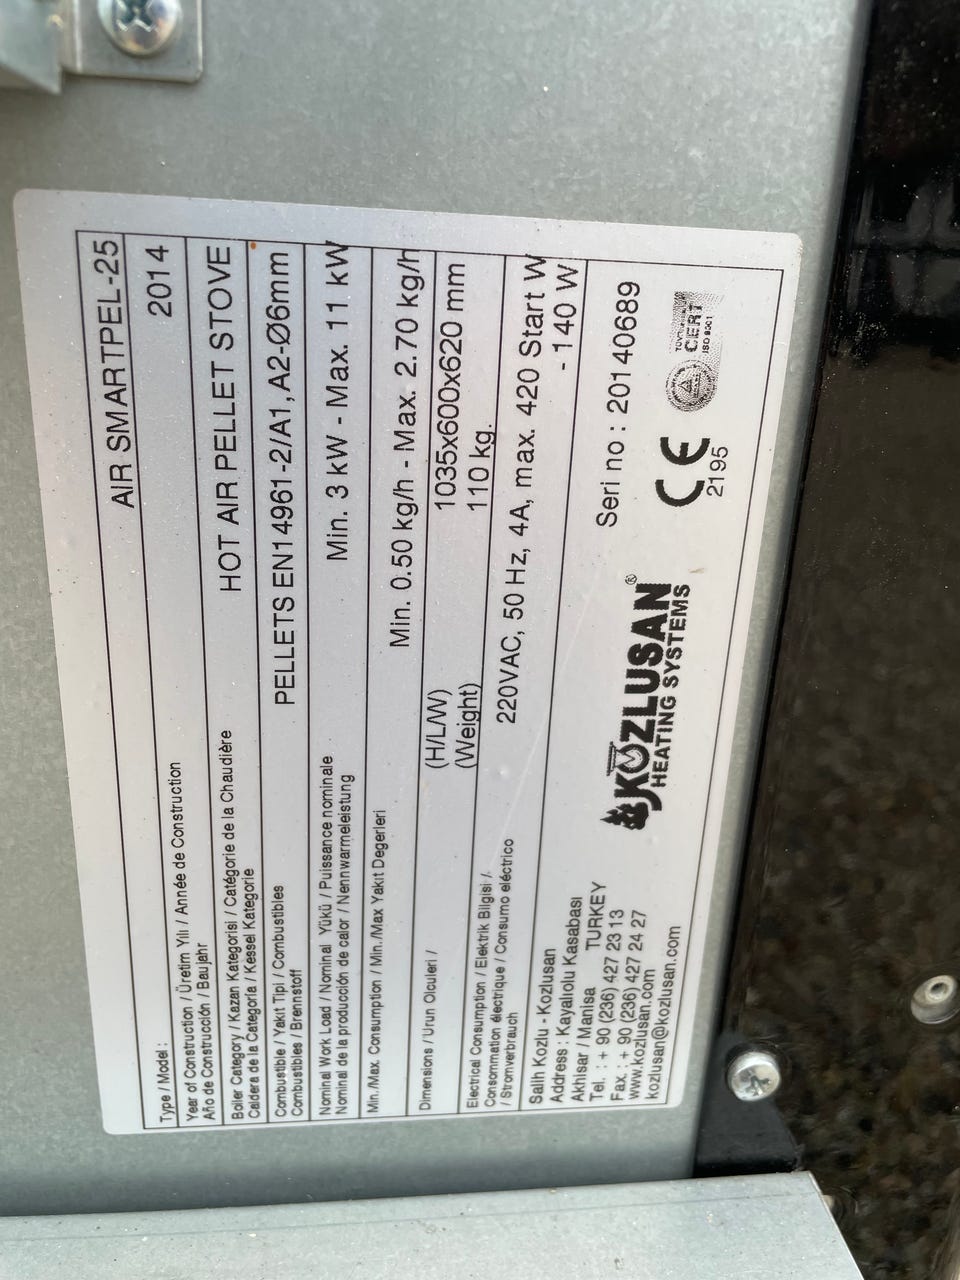 Type / Model : AIR SMARTPEL-25
Year of Construction / Üretim Yılı / Année de Construction 2014
Año de Construcción / Baujahr
Boiler Category / Kazan Kategorisi / Catégorie de la Chaudière HOT AIR PELLET STOVE
Caldera de la Categoría / Kessel Kategorie
Combustible / Yakıt Tipi / Combustibles PELLETS EN14961-2/A1,A2-Ø6mm
Combustibles / Brennstoff
Nominal Work Load / Nominal Yükü / Puissance nominale Min. 3 kW - Max. 11 kW
Nominal de la producción de calor / Nennwarmeleistung
Min./Max. Consumption / Min./Max Yakıt Degerleri Min. 0.50 kg/h - Max. 2.70 kg/h
Dimensions / Urun Olculeri / (H/L/W) 1035x600x620 mm
(Weight) 110 kg.
Electrical Consumption / Elektrik Bilgisi / 220VAC, 50 Hz, 4A, max. 420 Start W
Consommation électrique / Consumo eléctrico - 140 W
/ Stromverbrauch
Salih Kozlu - Kozlusan
Address : Kayaliolu Kasabası
Akhisar / Manisa TURKEY
Tel. : + 90 (236) 427 23 13
Fax. : + 90 (236) 427 24 27
www.kozlusan.com
kozlusan@kozlusan.com
KOZLUSAN®
HEATING SYSTEMS
Seri no : 20140689
CE
2195
CERT
ISO 9001